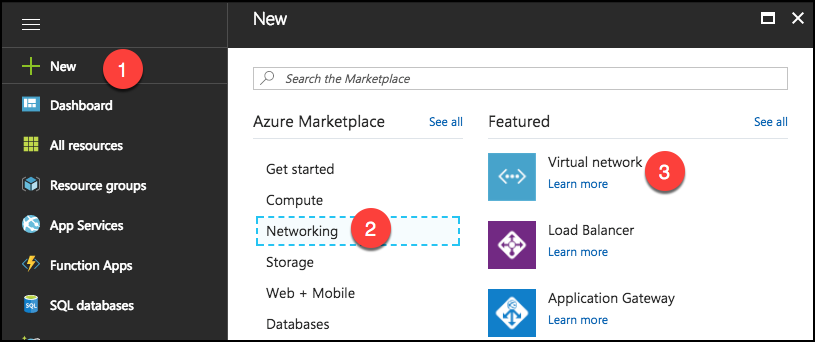 New
New
1
Dashboard
All resources
Resource groups
App Services
Function Apps
SQL databases
Search the Marketplace
Azure Marketplace See all
Get started
Compute
Networking 2
Storage
Web + Mobile
Databases
Featured See all
Virtual network 3
Learn more
Load Balancer
Learn more
Application Gateway
Learn more